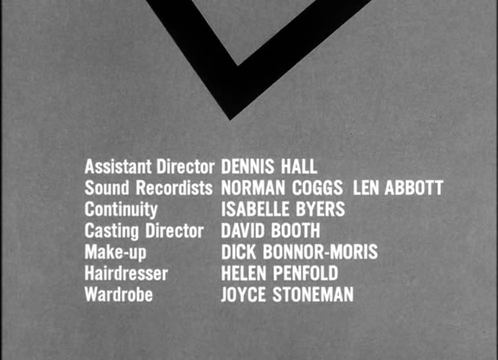 Assistant Director DENNIS HALL
Sound Recordists NORMAN COGGS LEN ABBOTT
Continuity ISABELLE BYERS
Casting Director DAVID BOOTH
Make-up DICK BONNOR-MORIS
Hairdresser HELEN PENFOLD
Wardrobe JOYCE STONEMAN